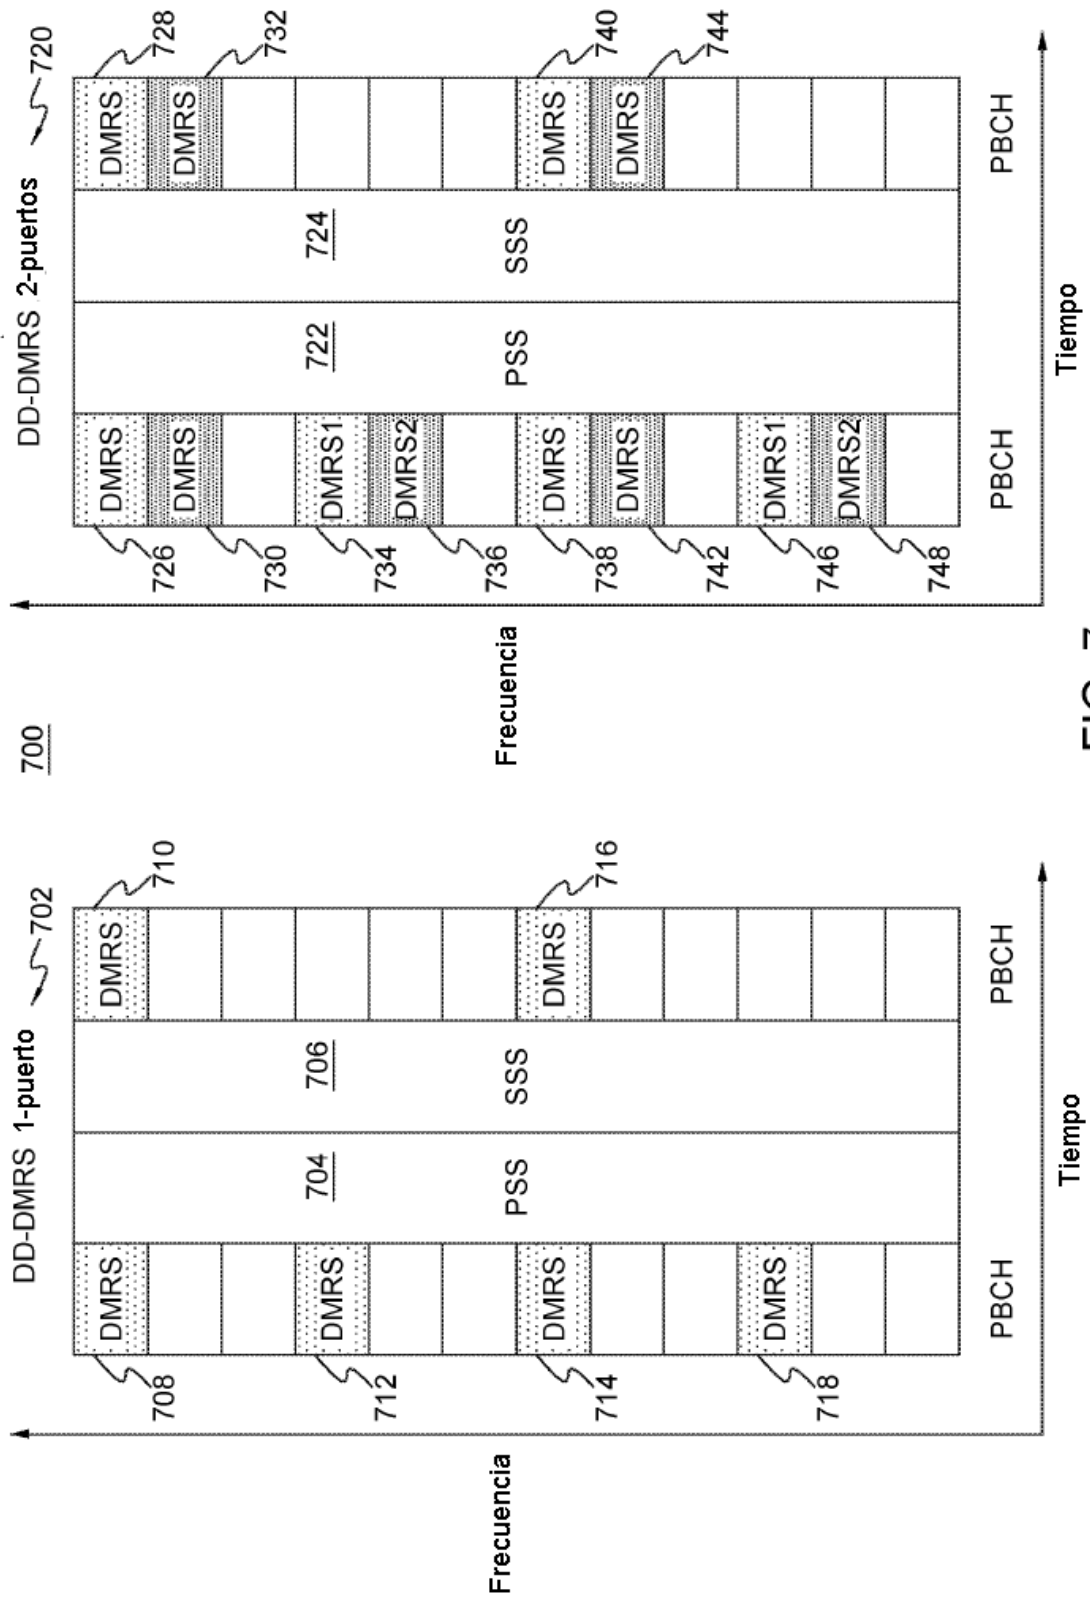 700
DD-DMRS 1-puerto
702
DMRS
DMRS
DMRS
DMRS
DMRS
DMRS
708
710
712
714
716
718
704
PSS
706
SSS
PBCH
PBCH
Frecuencia
Tiempo
DD-DMRS 2-puertos
720
DMRS
DMRS
DMRS1
DMRS2
DMRS
DMRS
DMRS1
DMRS2
DMRS
DMRS
DMRS
DMRS
726
730
734
736
738
742
746
748
728
732
740
744
722
PSS
724
SSS
PBCH
PBCH
Frecuencia
Tiempo